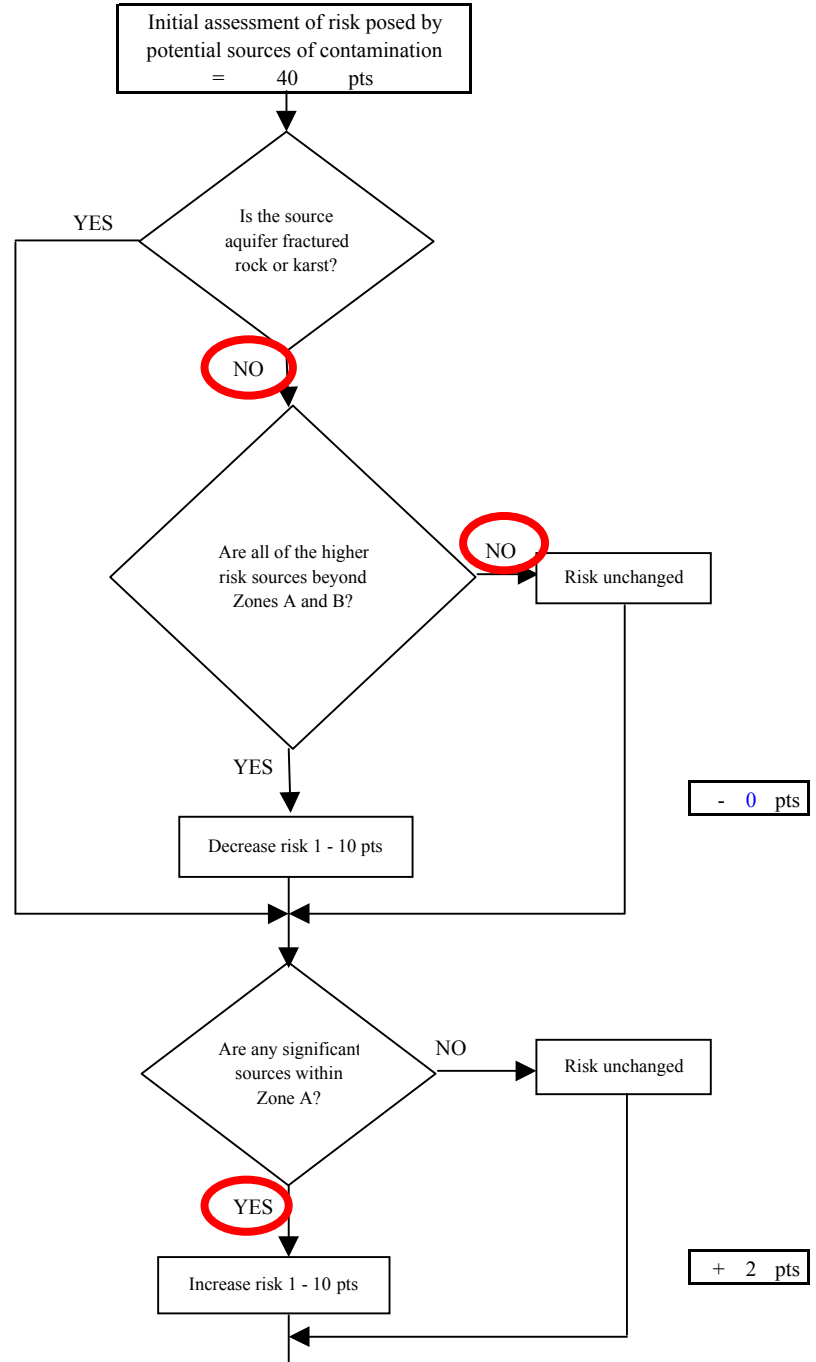 Initial assessment of risk posed by
potential sources of contamination
= 40 pts
YES
Is the source
aquifer fractured
rock or karst?
NO
Are all of the higher
risk sources beyond
Zones A and B?
NO
Risk unchanged
YES
- 0 pts
Decrease risk 1 - 10 pts
Are any significant
sources within
Zone A?
NO
Risk unchanged
YES
Increase risk 1 - 10 pts
+ 2 pts